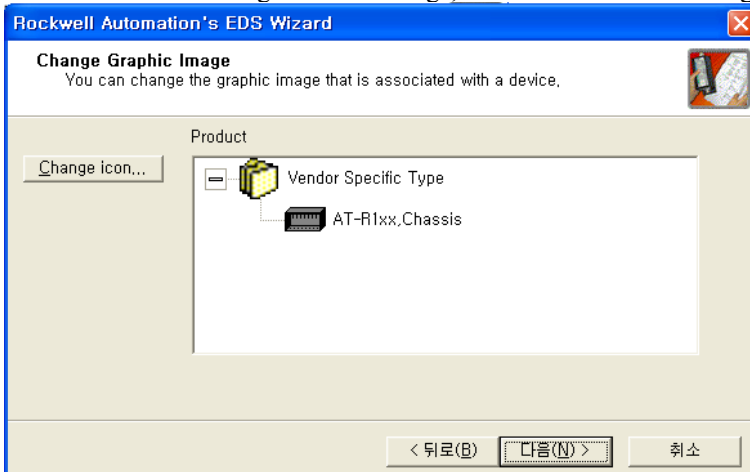 Rockwell Automation's EDS Wizard
Change Graphic Image
You can change the graphic image that is associated with a device,
Product
Change icon,,,
Vendor Specific Type
AT-R1xx,Chassis
< 뒤로(B)
다음(N) >
취소